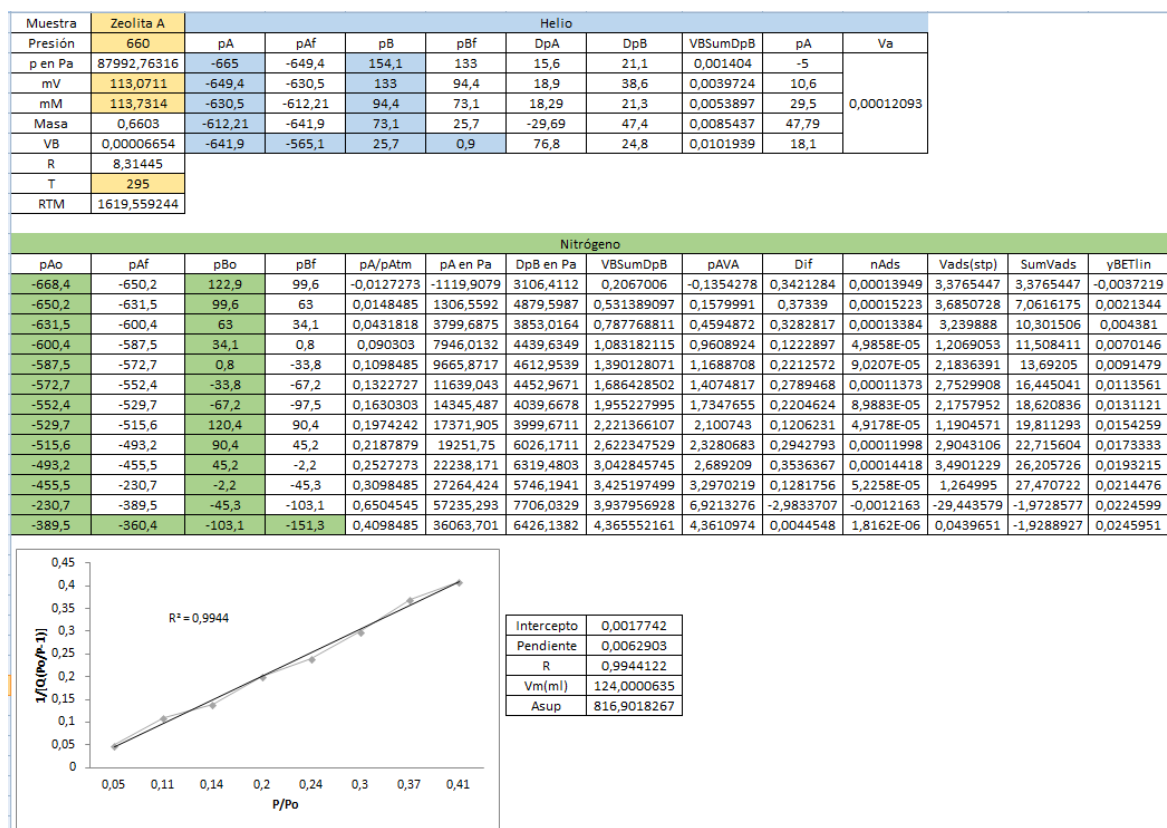 Muestra Zeolita A Helio
Presión 660 pA pAf pB pBf DpA DpB VBSumDpB pA Va
p en Pa 87992,76316 -665 -649,4 154,1 133 15,6 21,1 0,001404 -5
mV 113,0711 -649,4 -630,5 133 94,4 18,9 38,6 0,0039724 10,6
mM 113,7314 -630,5 -612,21 94,4 73,1 18,29 21,3 0,0053897 29,5 0,00012093
Masa 0,6603 -612,21 -641,9 73,1 25,7 -29,69 47,4 0,0085437 47,79
VB 0,00006654 -641,9 -565,1 25,7 0,9 76,8 24,8 0,0101939 18,1
R 8,31445
T 295
RTM 1619,559244
Nitrógeno
pAo pAf pBo pBf pA/pAtm pA en Pa DpB en Pa VBSumDpB pAVA Dif nAds Vads(stp) SumVads yBETlin
-668,4 -650,2 122,9 99,6 -0,0127273 -1119,9079 3106,4112 0,2067006 -0,1354278 0,3421284 0,00013949 3,3765447 3,3765447 -0,0037219
-650,2 -631,5 99,6 63 0,0148485 1306,5592 4879,5987 0,531389097 0,1579991 0,37339 0,00015223 3,6850728 7,0616175 0,0021344
-631,5 -600,4 63 34,1 0,0431818 3799,6875 3853,0164 0,787768811 0,4594872 0,3282817 0,00013384 3,239888 10,301506 0,004381
-600,4 -587,5 34,1 0,8 0,090303 7946,0132 4439,6349 1,083182115 0,9608924 0,1222897 4,9858E-05 1,2069053 11,508411 0,0070146
-587,5 -572,7 0,8 -33,8 0,1098485 9665,8717 4612,9539 1,390128071 1,1688708 0,2212572 9,0207E-05 2,1836391 13,69205 0,0091479
-572,7 -552,4 -33,8 -67,2 0,1322727 11639,043 4452,9671 1,686428502 1,4074817 0,2789468 0,00011373 2,7529908 16,445041 0,0113561
-552,4 -529,7 -67,2 -97,5 0,1630303 14345,487 4039,6678 1,955227995 1,7347655 0,2204624 8,9883E-05 2,1757952 18,620836 0,0131121
-529,7 -515,6 120,4 90,4 0,1974242 17371,905 3999,6711 2,221366107 2,100743 0,1206231 4,9178E-05 1,1904571 19,811293 0,0154259
-515,6 -493,2 90,4 45,2 0,2187879 19251,75 6026,1711 2,622347529 2,3280683 0,2942793 0,00011998 2,9043106 22,715604 0,0173333
-493,2 -455,5 45,2 -2,2 0,2527273 22238,171 6319,4803 3,042845745 2,689209 0,3536367 0,00014418 3,4901229 26,205726 0,0193215
-455,5 -230,7 -2,2 -45,3 0,3098485 27264,424 5746,1941 3,425197499 3,2970219 0,1281756 5,2258E-05 1,264995 27,470722 0,0214476
-230,7 -389,5 -45,3 -103,1 0,6504545 57235,293 7706,0329 3,937956928 6,9213276 -2,9833707 -0,0012163 -29,443579 -1,9728577 0,0224599
-389,5 -360,4 -103,1 -151,3 0,4098485 36063,701 6426,1382 4,365552161 4,3610974 0,0044548 1,8162E-06 0,0439651 -1,9288927 0,0245951
0,45
0,4
0,35
0,3
0,25
0,2
0,15
0,1
0,05
0
1/[Q(Po/P-1)]
R² = 0,9944
0,05 0,11 0,14 0,2 0,24 0,3 0,37 0,41
P/Po
Intercepto 0,0017742
Pendiente 0,0062903
R 0,9944122
Vm(ml) 124,0000635
Asup 816,9018267